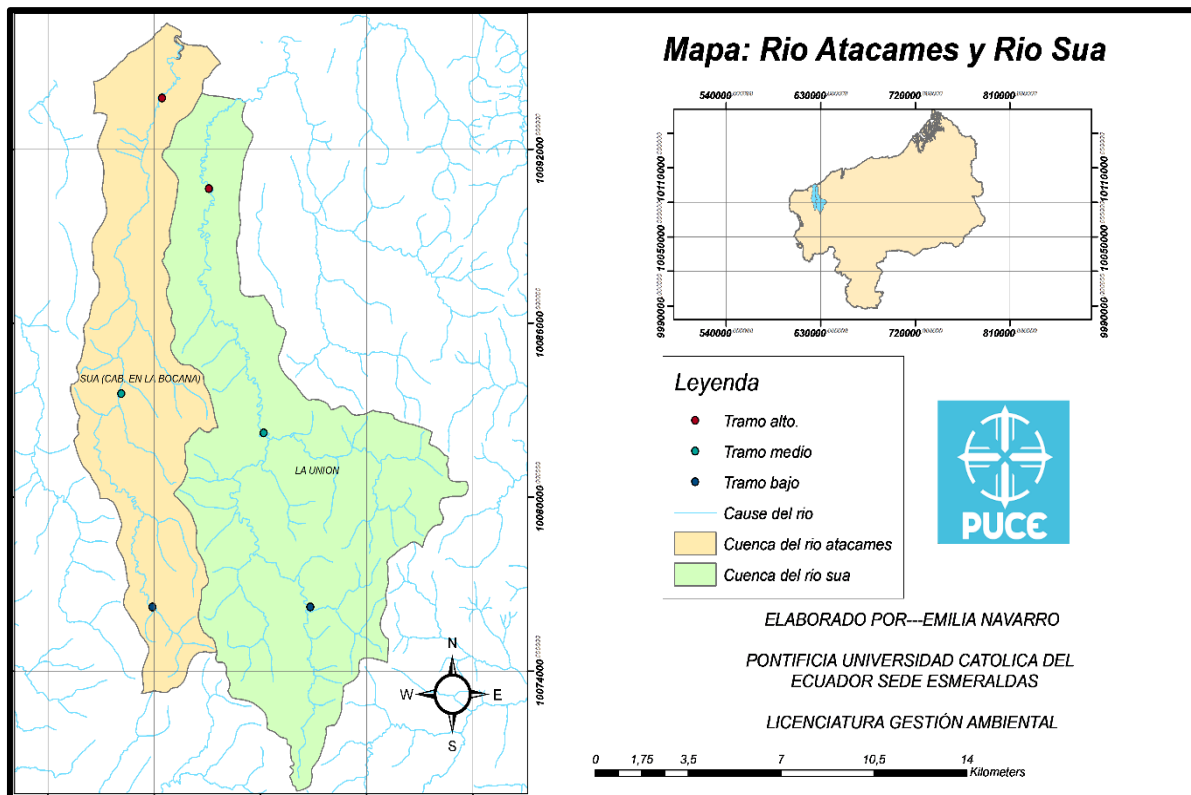 Mapa: Rio Atacames y Rio Sua
SUA (CAB. EN LA BOCANA)
LA UNION
10092000
10086000
10080000
10074000
N
W
E
S
540000
630000
720000
810000
10110000
10050000
9990000
10110000
10050000
9990000
540000
630000
720000
810000
Leyenda
Tramo alto.
Tramo medio
Tramo bajo
Cause del rio
Cuenca del rio atacames
Cuenca del rio sua
PUCE
ELABORADO POR---EMILIA NAVARRO
PONTIFICIA UNIVERSIDAD CATOLICA DEL
ECUADOR SEDE ESMERALDAS
LICENCIATURA GESTIÓN AMBIENTAL
0 1,75 3,5 7 10,5 14
Kilometers